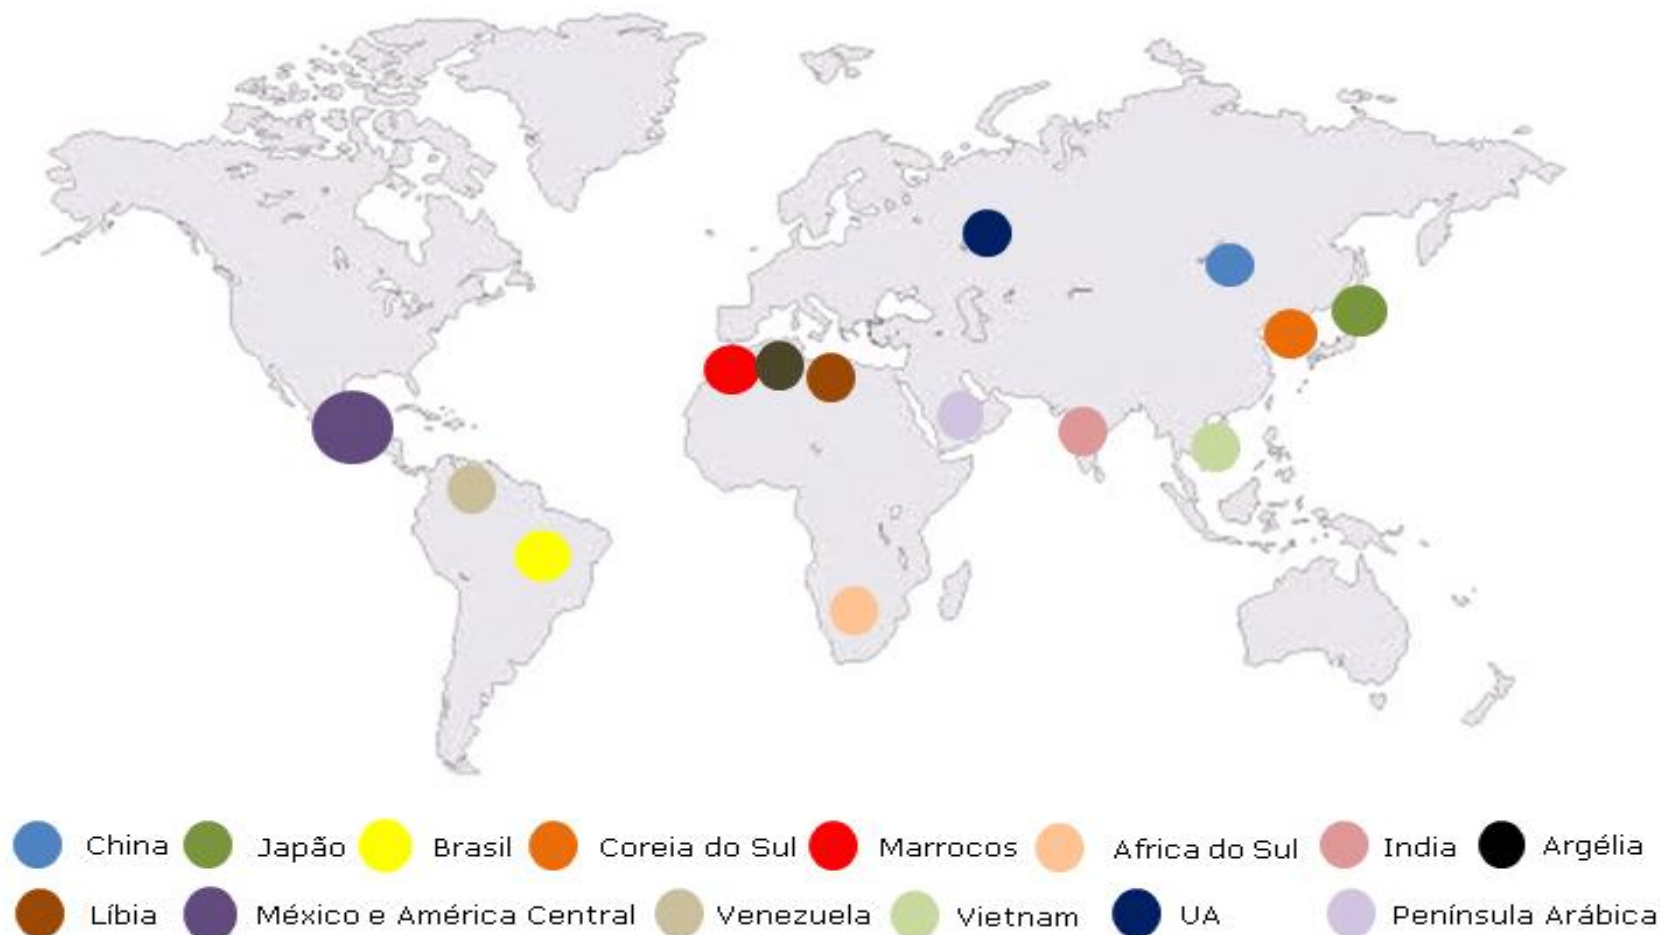 China Japão Brasil Coreia do Sul Marrocos Africa do Sul India Argélia
Líbia México e América Central Venezuela Vietnam UA Península Arábica